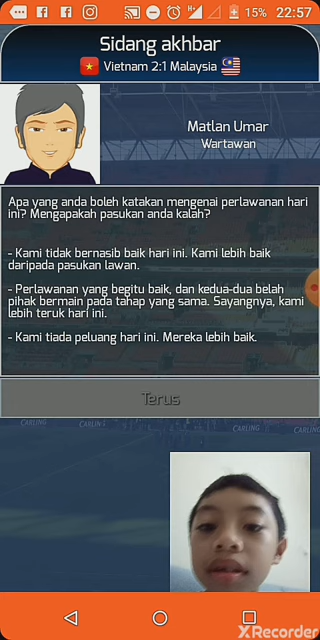 15% 22:57
Sidang akhbar
Vietnam 2:1 Malaysia
Matlan Umar
Wartawan
Apa yang anda boleh katakan mengenai perlawanan hari
ini? Mengapakah pasukan anda kalah?
- Kami tidak bernasib baik hari ini. Kami lebih baik
daripada pasukan lawan.
- Perlawanan yang begitu baik, dan kedua-dua belah
pihak bermain pada tahap yang sama. Sayangnya, kami
lebih teruk hari ini.
- Kami tiada peluang hari ini. Mereka lebih baik.
Terus
CARLING CARLING CARLING CARLING
XRecorder